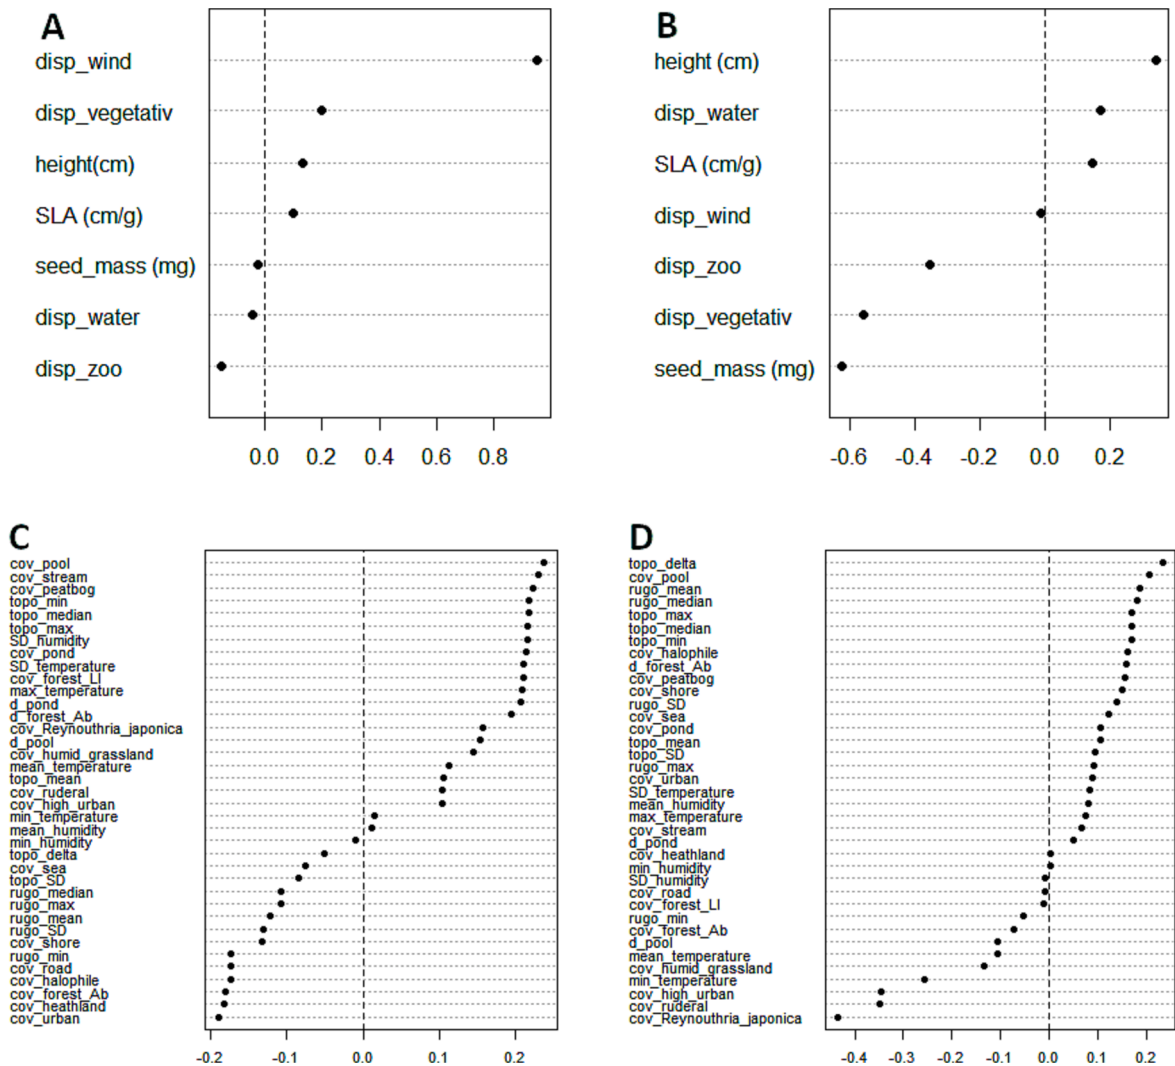 A
disp_wind
disp_vegetativ
height(cm)
SLA (cm/g)
seed_mass (mg)
disp_water
disp_zoo
0.0 0.2 0.4 0.6 0.8
B
height (cm)
disp_water
SLA (cm/g)
disp_wind
disp_zoo
disp_vegetativ
seed_mass (mg)
-0.6 -0.4 -0.2 0.0 0.2
C
cov_pool
cov_stream
cov_peatbog
topo_min
topo_median
topo_max
SD_humidity
cov_pond
SD_temperature
cov_forest_LI
max_temperature
d_pond
d_forest_Ab
cov_Reynouthria_japonica
d_pool
cov_humid_grassland
mean_temperature
topo_mean
cov_ruderal
cov_high_urban
min_temperature
mean_humidity
min_humidity
topo_delta
cov_sea
topo_SD
rugo_median
rugo_max
rugo_mean
rugo_SD
cov_shore
rugo_min
cov_road
cov_halophile
cov_forest_Ab
cov_heathland
cov_urban
-0.2 -0.1 0.0 0.1 0.2
D
topo_delta
cov_pool
rugo_mean
rugo_median
topo_max
topo_median
topo_min
cov_halophile
d_forest_Ab
cov_peatbog
cov_shore
rugo_SD
cov_sea
cov_pond
topo_mean
topo_SD
rugo_max
cov_urban
SD_temperature
mean_humidity
max_temperature
cov_stream
d_pond
cov_heathland
min_humidity
SD_humidity
cov_road
cov_forest_LI
rugo_min
cov_forest_Ab
d_pool
mean_temperature
cov_humid_grassland
min_temperature
cov_high_urban
cov_ruderal
cov_Reynouthria_japonica
-0.4 -0.3 -0.2 -0.1 0.0 0.1 0.2